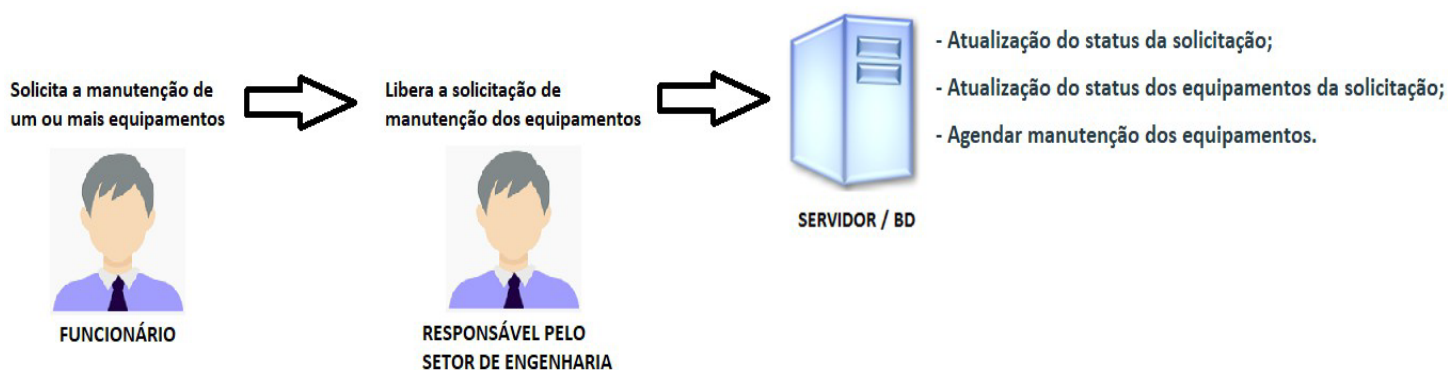 Solicita a manutenção de
um ou mais equipamentos
FUNCIONÁRIO
Libera a solicitação de
manutenção dos equipamentos
RESPONSÁVEL PELO
SETOR DE ENGENHARIA
SERVIDOR / BD
- Atualização do status da solicitação;
- Atualização do status dos equipamentos da solicitação;
- Agendar manutenção dos equipamentos.